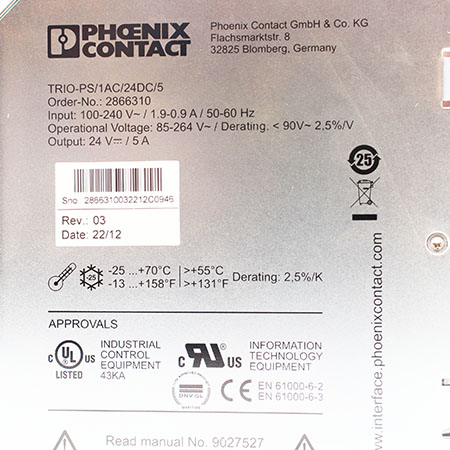 PHOENIX
CONTACT
Phoenix Contact GmbH & Co. KG
Flachsmarktstr. 8
32825 Blomberg, Germany
TRIO-PS/1AC/24DC/5
Order-No.: 2866310
Input: 100-240 V~ / 1.9-0.9 A / 50-60 Hz
Operational Voltage: 85-264 V~ / Derating: < 90V~ 2,5%/V
Output: 24 V⎓ / 5 A
Sno. 2866310032212C0946
Rev.: 03
Date: 22/12
25
-25
-25 ...+70°C >+55°C
-13 ...+158°F >+131°F
Derating: 2,5%/K
www.interface.phoenixcontact.com
APPROVALS
C UL US
LISTED
INDUSTRIAL
CONTROL
EQUIPMENT
43KA
C RU US
INFORMATION
TECHNOLOGY
EQUIPMENT
DNV·GL
CE
EN 61000-6-2
EN 61000-6-3
Read manual No. 9027527